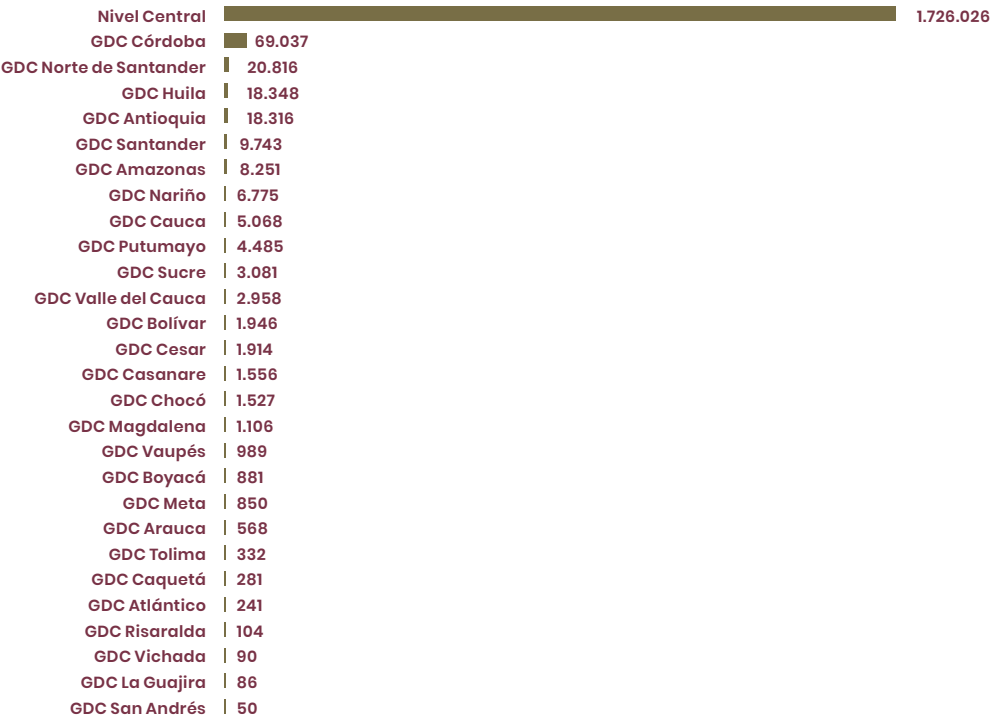 Nivel Central 1.726.026
GDC Córdoba 69.037
GDC Norte de Santander 20.816
GDC Huila 18.348
GDC Antioquia 18.316
GDC Santander 9.743
GDC Amazonas 8.251
GDC Nariño 6.775
GDC Cauca 5.068
GDC Putumayo 4.485
GDC Sucre 3.081
GDC Valle del Cauca 2.958
GDC Bolívar 1.946
GDC Cesar 1.914
GDC Casanare 1.556
GDC Chocó 1.527
GDC Magdalena 1.106
GDC Vaupés 989
GDC Boyacá 881
GDC Meta 850
GDC Arauca 568
GDC Tolima 332
GDC Caquetá 281
GDC Atlántico 241
GDC Risaralda 104
GDC Vichada 90
GDC La Guajira 86
GDC San Andrés 50